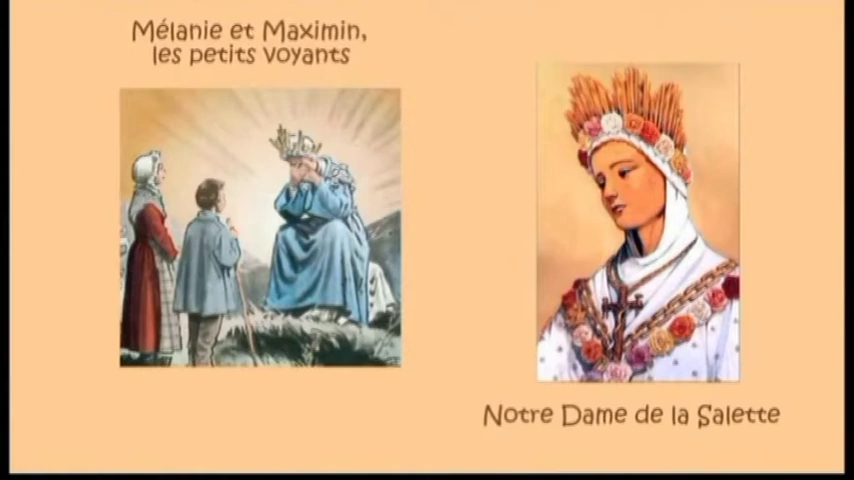 Mélanie et Maximin,
les petits voyants
Notre Dame de la Salette